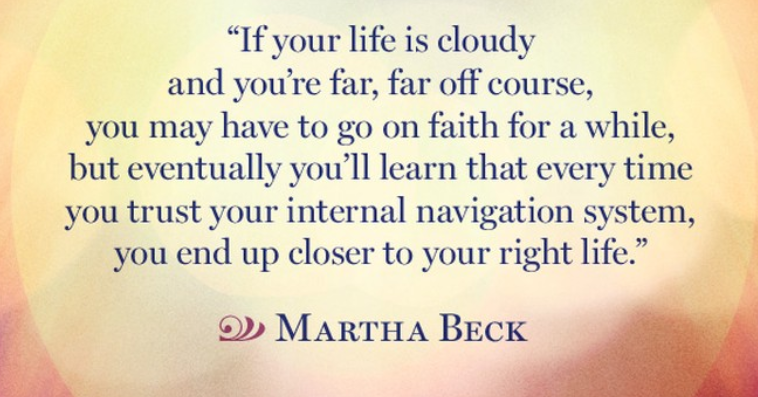 “If your life is cloudy
and you’re far, far off course,
you may have to go on faith for a while,
but eventually you’ll learn that every time
you trust your internal navigation system,
you end up closer to your right life.”
Martha Beck